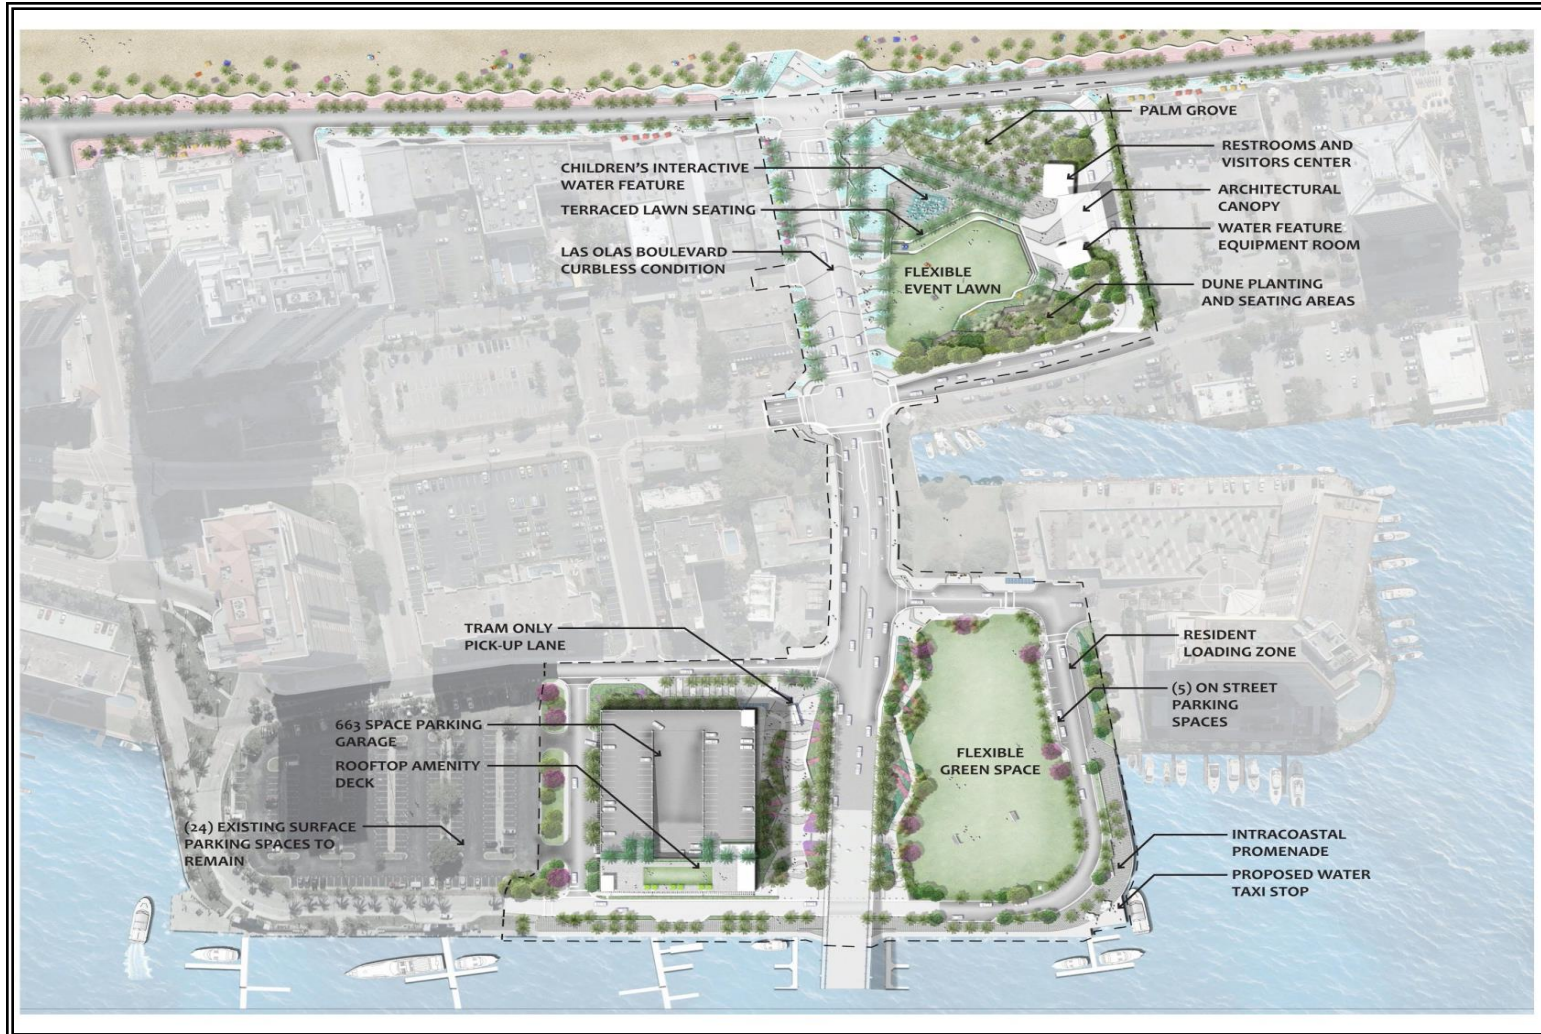 PALM GROVE
RESTROOMS AND
VISITORS CENTER
CHILDREN'S INTERACTIVE
WATER FEATURE
ARCHITECTURAL
CANOPY
TERRACED LAWN SEATING
WATER FEATURE
EQUIPMENT ROOM
LAS OLAS BOULEVARD
CURBLESS CONDITION
FLEXIBLE
EVENT LAWN
DUNE PLANTING
AND SEATING AREAS
TRAM ONLY
PICK-UP LANE
RESIDENT
LOADING ZONE
(5) ON STREET
PARKING
SPACES
663 SPACE PARKING
GARAGE
FLEXIBLE
GREEN SPACE
ROOFTOP AMENITY
DECK
(24) EXISTING SURFACE
PARKING SPACES TO
REMAIN
INTRACOASTAL
PROMENADE
PROPOSED WATER
TAXI STOP